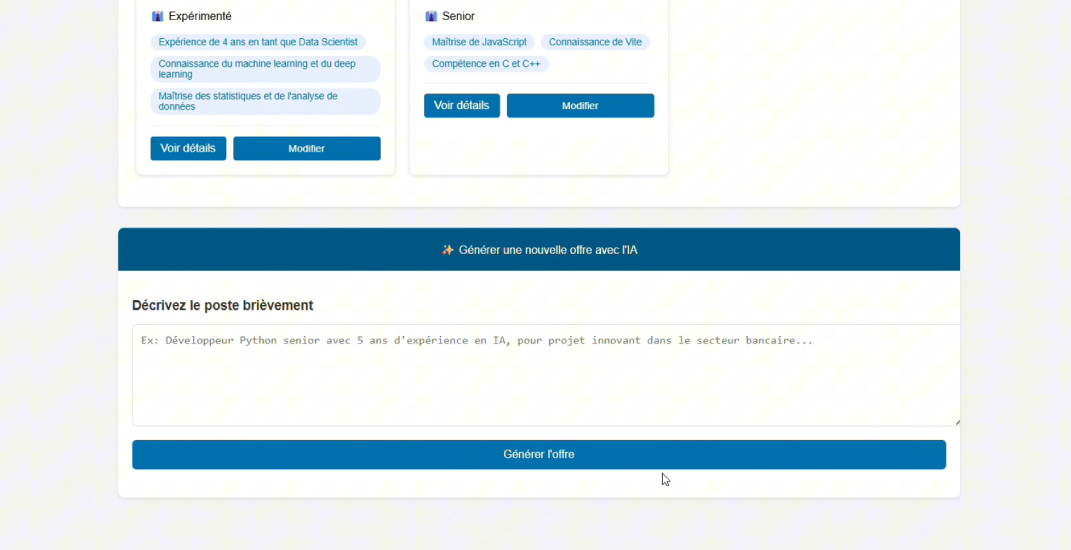 Expérimenté
Expérience de 4 ans en tant que Data Scientist
Connaissance du machine learning et du deep
learning
Maîtrise des statistiques et de l'analyse de
données
Voir détails
Modifier
Senior
Maîtrise de JavaScript
Connaissance de Vite
Compétence en C et C++
Voir détails
Modifier
✨ Générer une nouvelle offre avec l'IA
Décrivez le poste brièvement
Ex: Développeur Python senior avec 5 ans d'expérience en IA, pour projet innovant dans le secteur bancaire...
Générer l'offre